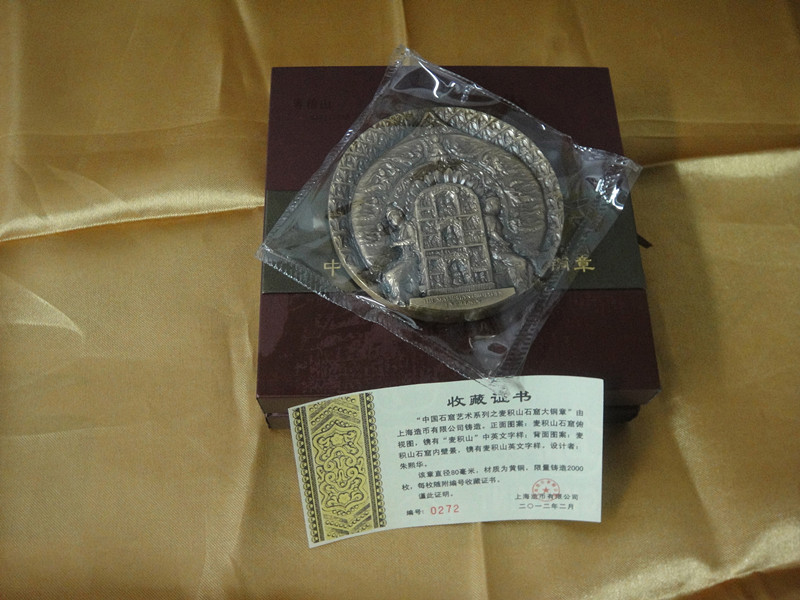 中
铜章
收藏证书
“中国石窟艺术系列之麦积山石窟大铜章”由
上海造币有限公司铸造。正面图案：麦积山石窟俯
视图，镌有“麦积山”中英文字样；背面图案：麦
积山石窟内壁景，镌有麦积山英文字样。设计者：
朱熙华。
该章直径80毫米，材质为黄铜，限量铸造2000
枚，每枚随附编号收藏证书。
谨此证明。
上海造币有限公司
编号：0272
二〇一二年二月